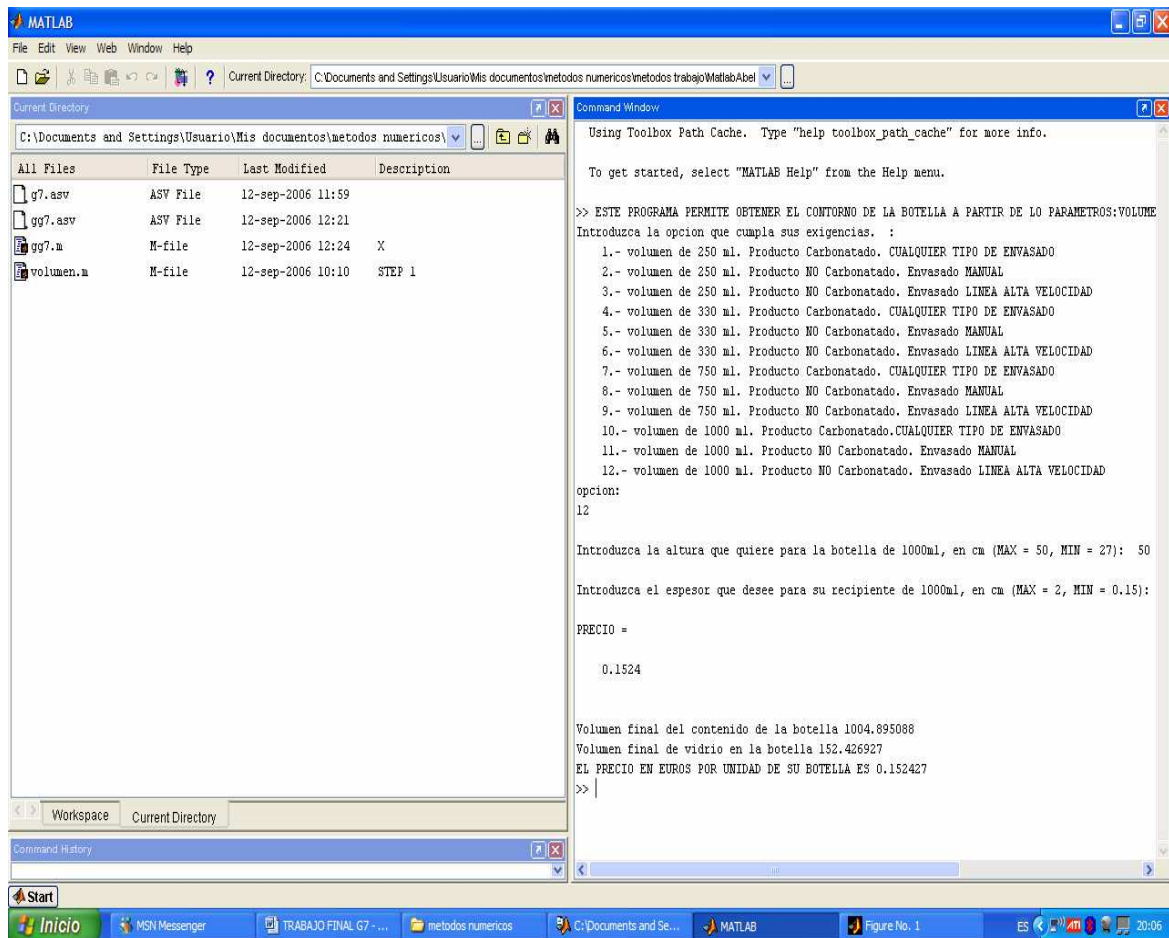 MATLAB
File Edit View Web Window Help
? Current Directory: C:\Documents and Settings\Usuario\Mis documentos\metodos numericos\metodos trabajo\MatlabAbel ...
Current Directory
C:\Documents and Settings\Usuario\Mis documentos\metodos numericos\ ...
All Files File Type Last Modified Description
g7.asv ASV File 12-sep-2006 11:59
gg7.asv ASV File 12-sep-2006 12:21
gg7.m M-file 12-sep-2006 12:24 X
volumen.m M-file 12-sep-2006 10:10 STEP 1
Workspace Current Directory
Command History
Command Window
Using Toolbox Path Cache. Type "help toolbox_path_cache" for more info.
To get started, select "MATLAB Help" from the Help menu.
>> ESTE PROGRAMA PERMITE OBTENER EL CONTORNO DE LA BOTELLA A PARTIR DE LO PARAMETROS:VOLUME
Introduzca la opcion que cumpla sus exigencias. :
1.- volumen de 250 ml. Producto Carbonatado. CUALQUIER TIPO DE ENVASADO
2.- volumen de 250 ml. Producto NO Carbonatado. Envasado MANUAL
3.- volumen de 250 ml. Producto NO Carbonatado. Envasado LINEA ALTA VELOCIDAD
4.- volumen de 330 ml. Producto Carbonatado. CUALQUIER TIPO DE ENVASADO
5.- volumen de 330 ml. Producto NO Carbonatado. Envasado MANUAL
6.- volumen de 330 ml. Producto NO Carbonatado. Envasado LINEA ALTA VELOCIDAD
7.- volumen de 750 ml. Producto Carbonatado. CUALQUIER TIPO DE ENVASADO
8.- volumen de 750 ml. Producto NO Carbonatado. Envasado MANUAL
9.- volumen de 750 ml. Producto NO Carbonatado. Envasado LINEA ALTA VELOCIDAD
10.- volumen de 1000 ml. Producto Carbonatado.CUALQUIER TIPO DE ENVASADO
11.- volumen de 1000 ml. Producto NO Carbonatado. Envasado MANUAL
12.- volumen de 1000 ml. Producto NO Carbonatado. Envasado LINEA ALTA VELOCIDAD
opcion:
12
Introduzca la altura que quiere para la botella de 1000ml, en cm (MAX = 50, MIN = 27): 50
Introduzca el espesor que desee para su recipiente de 1000ml, en cm (MAX = 2, MIN = 0.15):
PRECIO =
0.1524
Volumen final del contenido de la botella 1004.895088
Volumen final de vidrio en la botella 152.426927
EL PRECIO EN EUROS POR UNIDAD DE SU BOTELLA ES 0.152427
>>
Start
Inicio MSN Messenger TRABAJO FINAL G7 - ... metodos numericos C:\Documents and Se... MATLAB Figure No. 1 ES 20:06